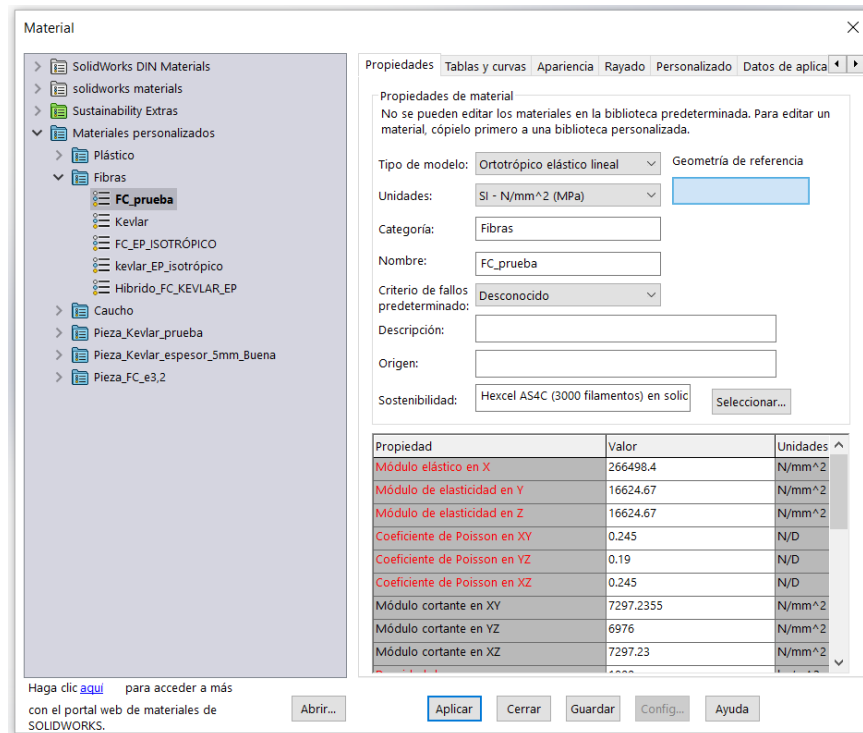 Material
SolidWorks DIN Materials
solidworks materials
Sustainability Extras
Materiales personalizados
Plástico
Fibras
FC_prueba
Kevlar
FC_EP_ISOTRÓPICO
kevlar_EP_isotrópico
Hibrido_FC_KEVLAR_EP
Caucho
Pieza_Kevlar_prueba
Pieza_Kevlar_espesor_5mm_Buena
Pieza_FC_e3,2
Propiedades Tablas y curvas Apariencia Rayado Personalizado Datos de aplica
Propiedades de material
No se pueden editar los materiales en la biblioteca predeterminada. Para editar un
material, cópielo primero a una biblioteca personalizada.
Tipo de modelo: Ortotrópico elástico lineal Geometría de referencia
Unidades: SI - N/mm^2 (MPa)
Categoría: Fibras
Nombre: FC_prueba
Criterio de fallos
predeterminado: Desconocido
Descripción:
Origen:
Sostenibilidad: Hexcel AS4C (3000 filamentos) en solic Seleccionar...
Propiedad Valor Unidades
Módulo elástico en X 266498.4 N/mm^2
Módulo de elasticidad en Y 16624.67 N/mm^2
Módulo de elasticidad en Z 16624.67 N/mm^2
Coeficiente de Poisson en XY 0.245 N/D
Coeficiente de Poisson en YZ 0.19 N/D
Coeficiente de Poisson en XZ 0.245 N/D
Módulo cortante en XY 7297.2355 N/mm^2
Módulo cortante en YZ 6976 N/mm^2
Módulo cortante en XZ 7297.23 N/mm^2
Haga clic aquí para acceder a más
con el portal web de materiales de
SOLIDWORKS.
Abrir... Aplicar Cerrar Guardar Config... Ayuda